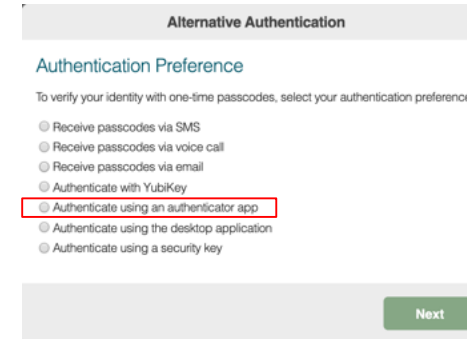 Alternative Authentication
Authentication Preference
To verify your identity with one-time passcodes, select your authentication preference
Receive passcodes via SMS
Receive passcodes via voice call
Receive passcodes via email
Authenticate with YubiKey
Authenticate using an authenticator app
Authenticate using the desktop application
Authenticate using a security key
Next